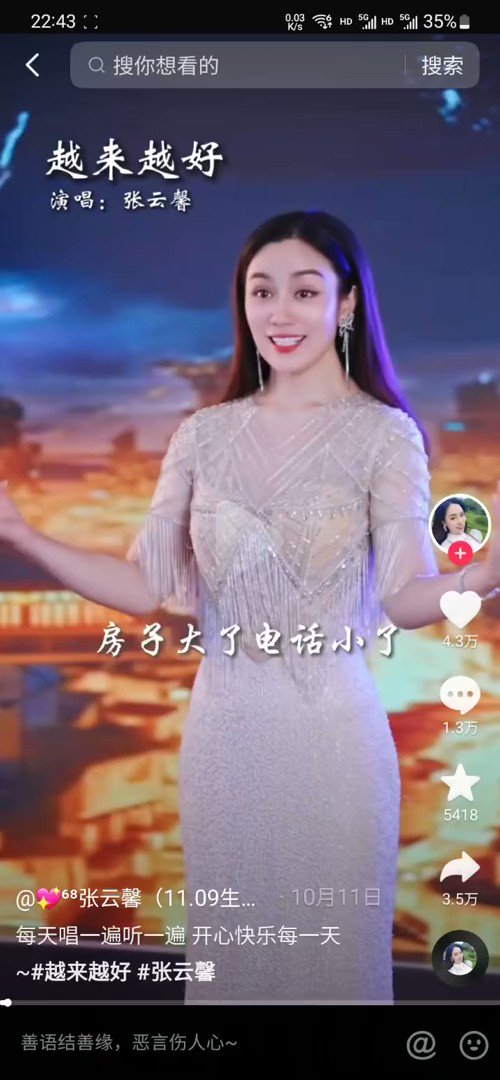 22:43
0.03 K/s
HD 5G HD 5G 35%
搜你想看的 搜索
越来越好
演唱：张云馨
房子大了电话小了
4.3万
1.3万
5418
3.5万
@💖⁶⁸张云馨（11.09生... · 10月11日
每天唱一遍听一遍 开心快乐每一天
~#越来越好 #张云馨
善语结善缘，恶言伤人心~